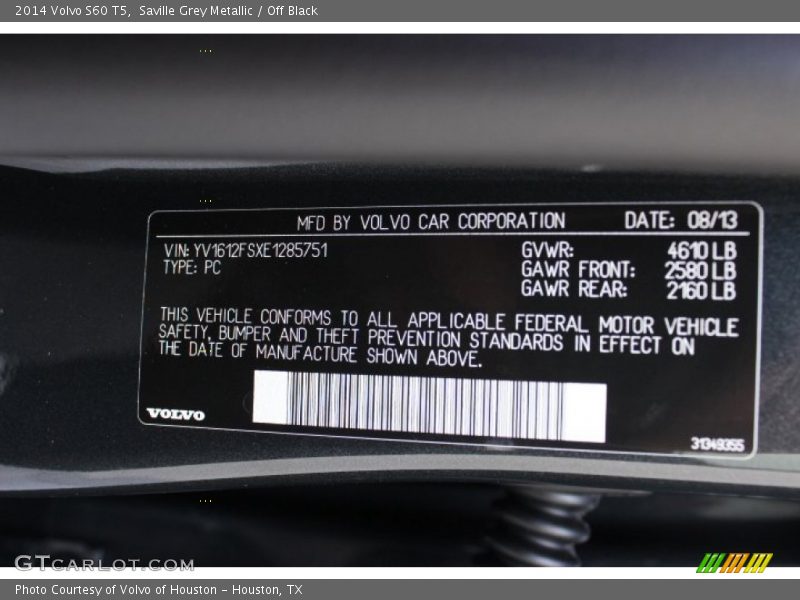 2014 Volvo S60 T5, Saville Grey Metallic / Off Black
MFD BY VOLVO CAR CORPORATION DATE: 08/13
VIN: YV1612FSXE1285751 GVWR: 4610 LB
TYPE: PC GAWR FRONT: 2580 LB
GAWR REAR: 2160 LB
THIS VEHICLE CONFORMS TO ALL APPLICABLE FEDERAL MOTOR VEHICLE
SAFETY, BUMPER AND THEFT PREVENTION STANDARDS IN EFFECT ON
THE DATE OF MANUFACTURE SHOWN ABOVE.
VOLVO
31349355
GTCARLOT.COM
Photo Courtesy of Volvo of Houston - Houston, TX